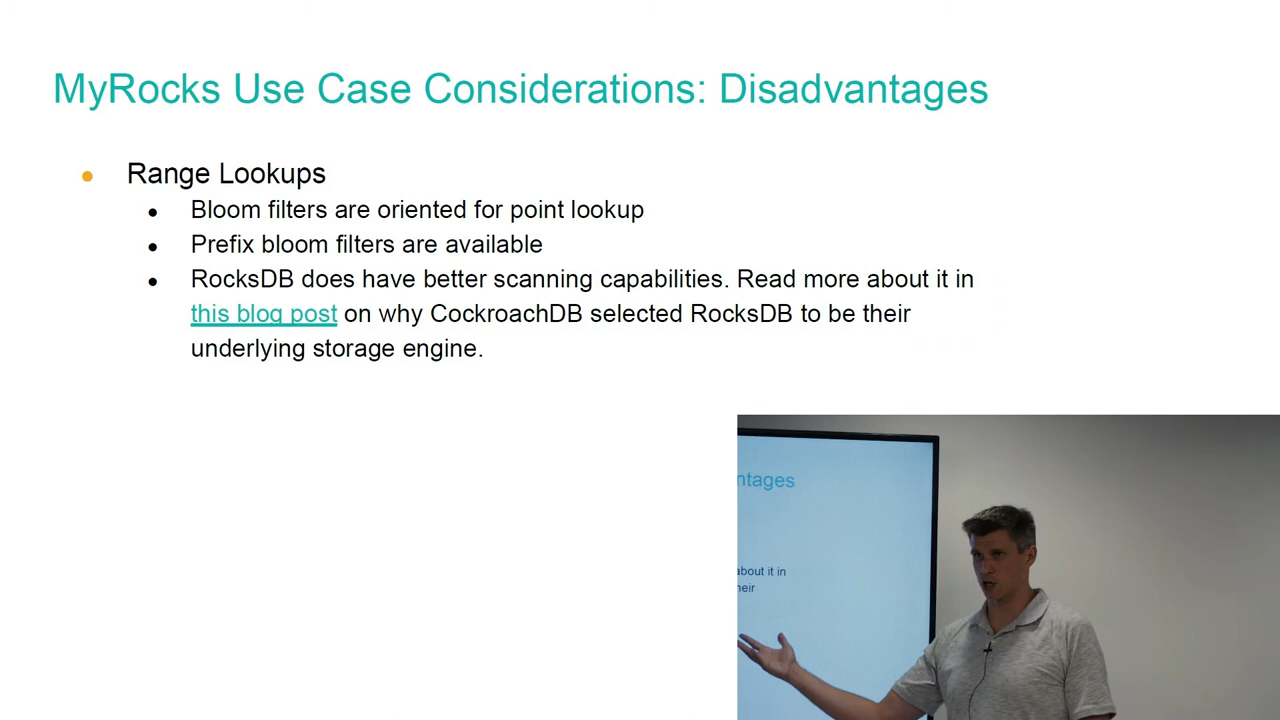 MyRocks Use Case Considerations: Disadvantages
Range Lookups
Bloom filters are oriented for point lookup
Prefix bloom filters are available
RocksDB does have better scanning capabilities. Read more about it in
this blog post on why CockroachDB selected RocksDB to be their
underlying storage engine.
ntages
about it in
heir